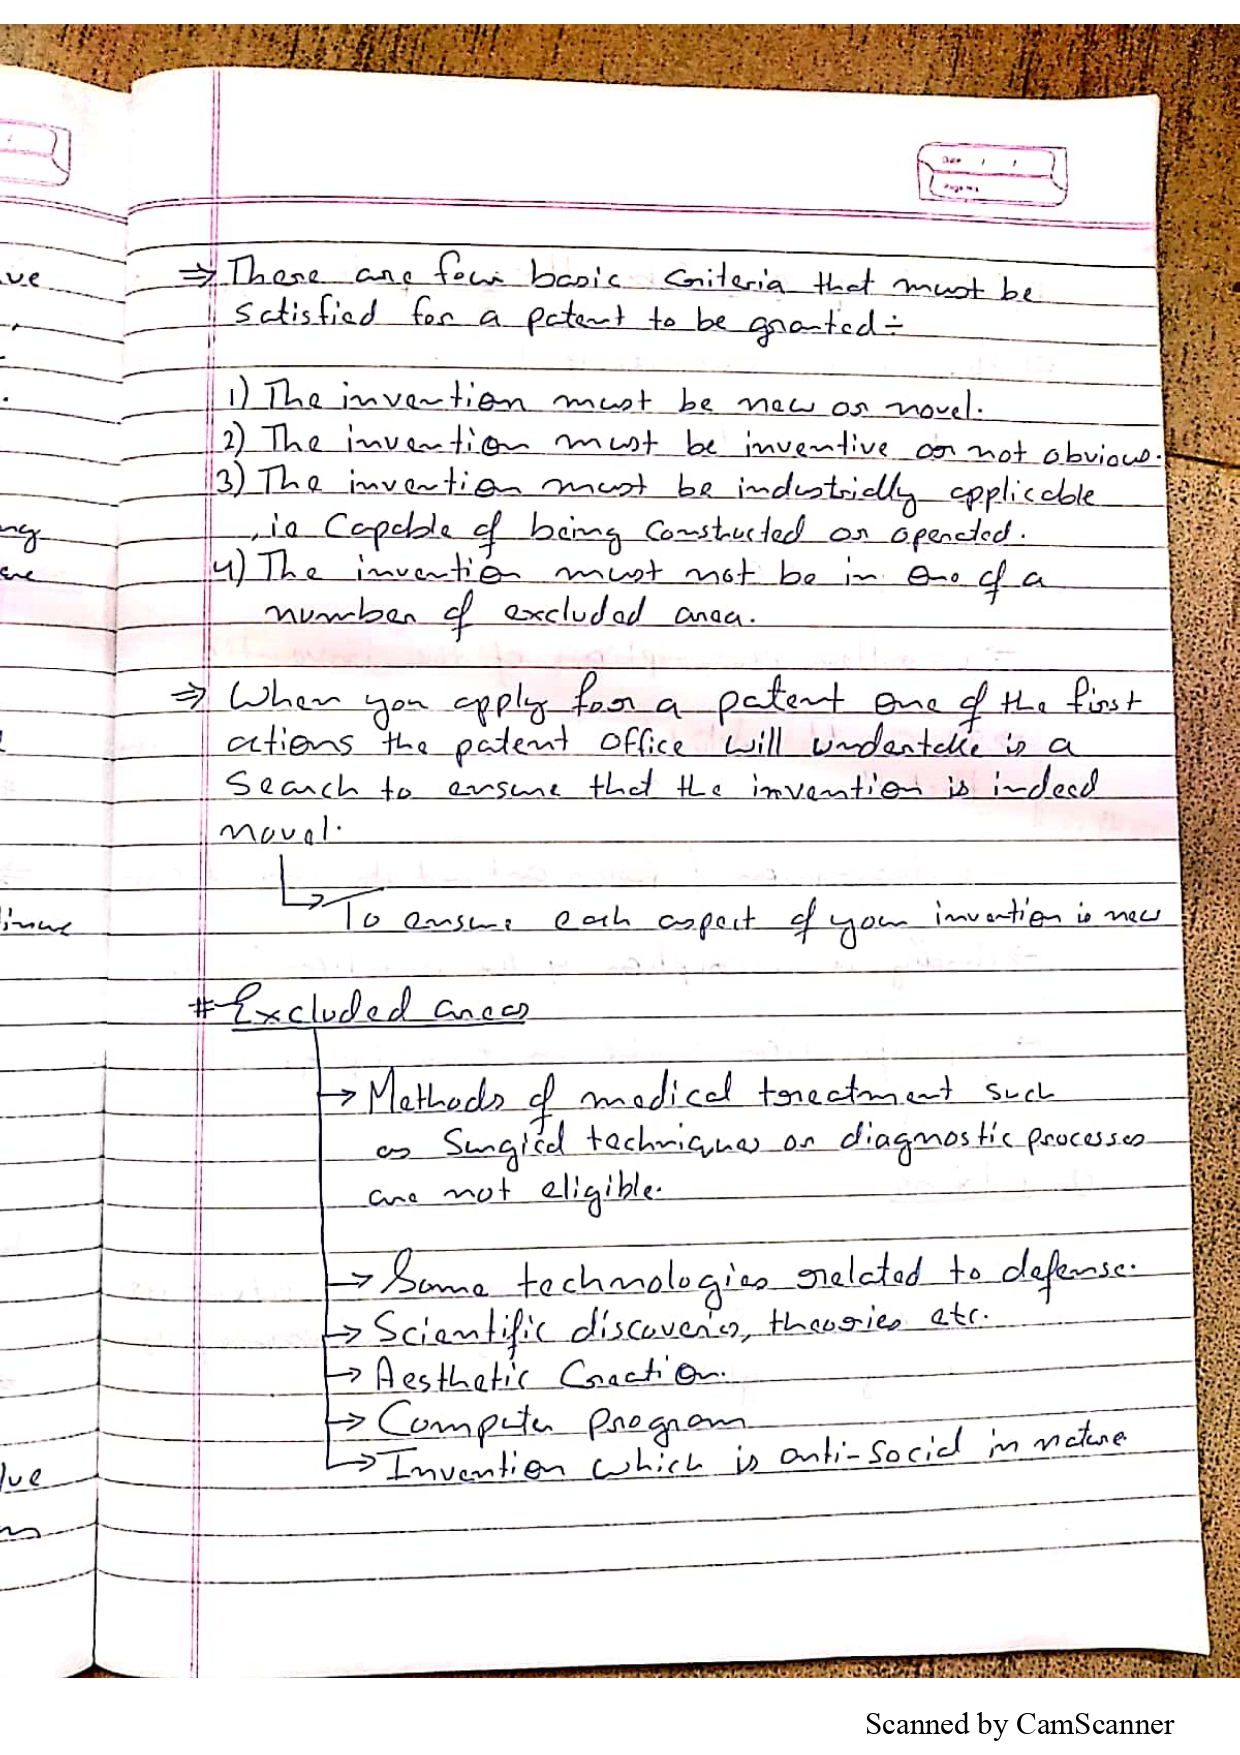 ⇒ There are four basic criteria that must be
satisfied for a patent to be granted ÷
1) The invention must be new or novel.
2) The invention must be inventive or not obvious.
3) The invention must be industrially applicable
, ie Capable of being Constructed or operated.
4) The invention must not be in One of a
number of excluded area.
⇒ When you apply for a patent One of the first
actions the patent Office will undertake is a
Search to ensure that the invention is indeed
novel.
To ensure each aspect of your invention is new
# Excluded areas
→ Methods of medical treatment such
as Surgical techniques or diagnostic processes
are not eligible.
→ Some technologies related to defense.
→ Scientific discoveries, theories etc.
→ Aesthetic Creation.
→ Computer program
→ Invention which is anti-social in nature
Date / /
Page No
Scanned by CamScanner